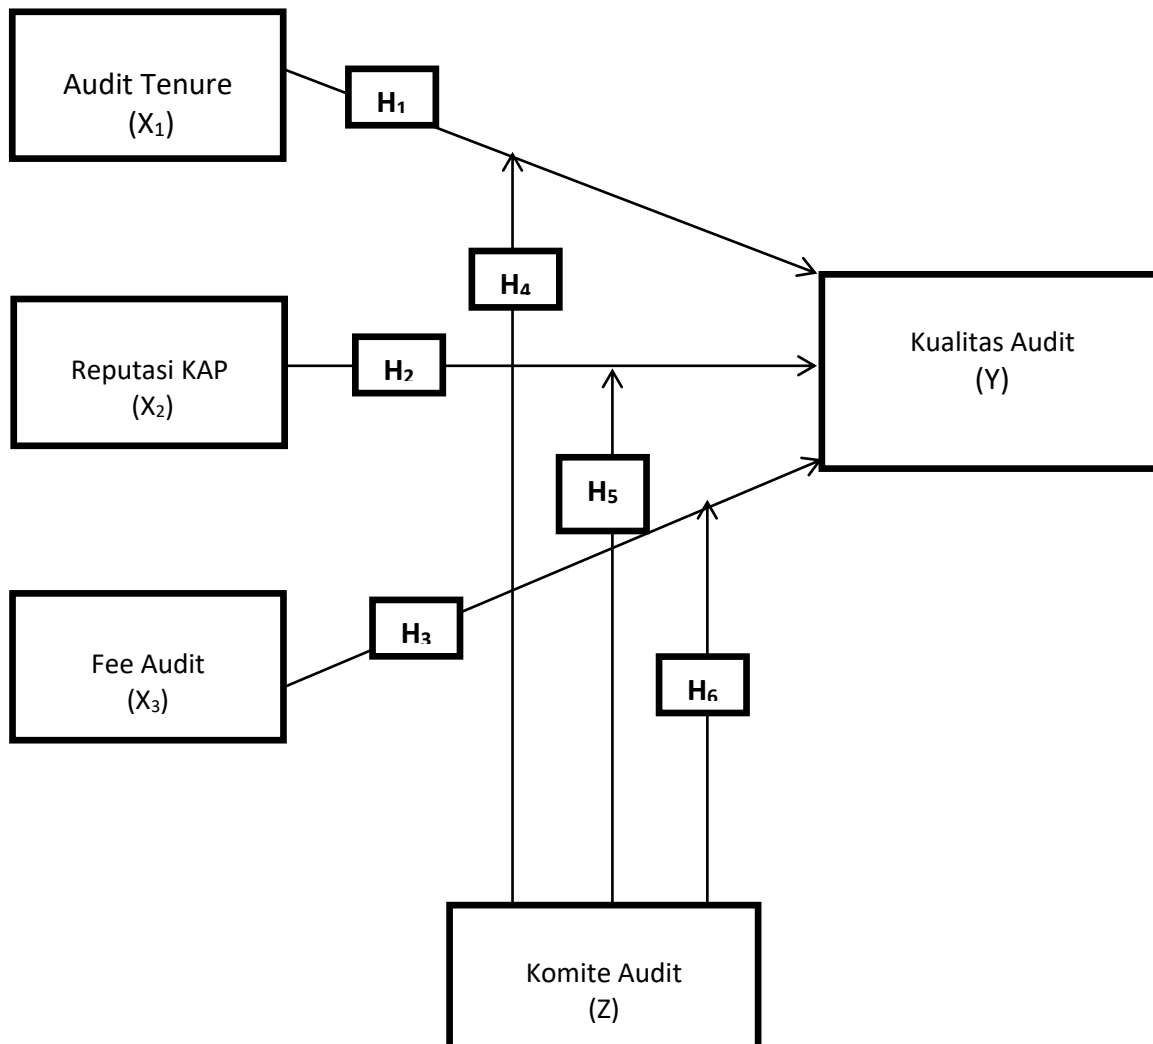 Audit Tenure
(X₁)
H₁
H₄
Reputasi KAP
(X₂)
H₂
Kualitas Audit
(Y)
H₅
Fee Audit
(X₃)
H₃
H₆
Komite Audit
(Z)